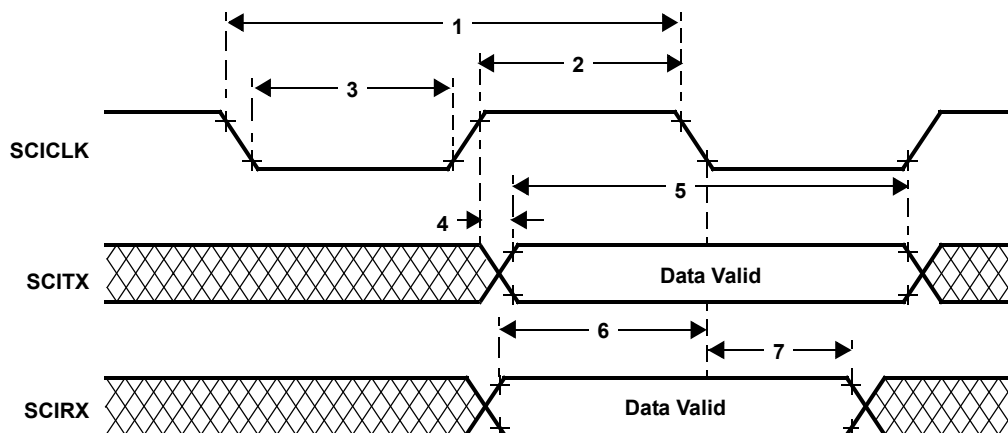 1
2
3
SCICLK
5
4
SCITX
Data Valid
6
7
SCIRX
Data Valid